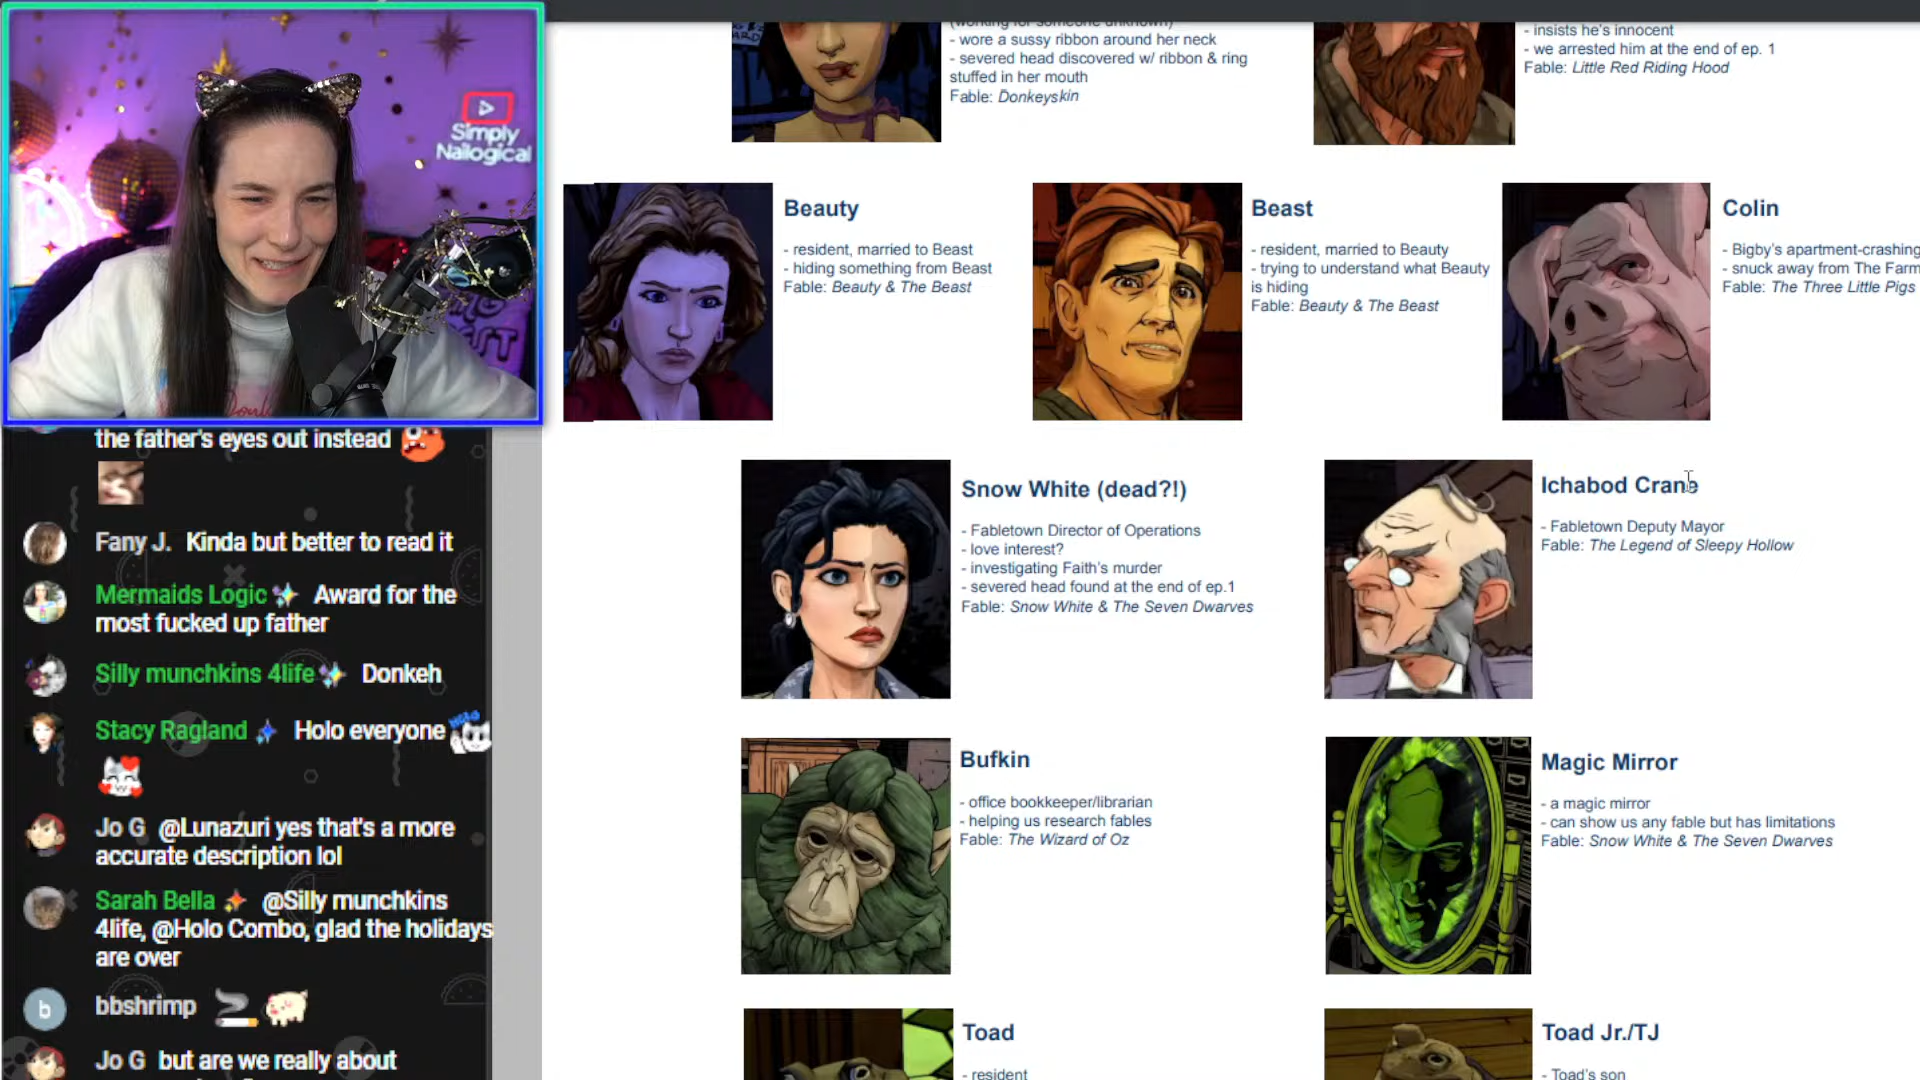 Simply
Nailogical
the father's eyes out instead
Fany J. Kinda but better to read it
Mermaids Logic Award for the
most fucked up father
Silly munchkins 4life Donkeh
Stacy Ragland Holo everyone
Jo G @Lunazuri yes that's a more
accurate description lol
Sarah Bella @Silly munchkins
4life, @Holo Combo, glad the holidays
are over
b
bbshrimp
Jo G but are we really about
(working for someone unknown)
- wore a sussy ribbon around her neck
- severed head discovered w/ ribbon & ring
stuffed in her mouth
Fable: Donkeyskin
- insists he's innocent
- we arrested him at the end of ep. 1
Fable: Little Red Riding Hood
Beauty
- resident, married to Beast
- hiding something from Beast
Fable: Beauty & The Beast
Beast
- resident, married to Beauty
- trying to understand what Beauty
is hiding
Fable: Beauty & The Beast
Colin
- Bigby's apartment-crashing
- snuck away from The Farm
Fable: The Three Little Pigs
Snow White (dead?!)
- Fabletown Director of Operations
- love interest?
- investigating Faith's murder
- severed head found at the end of ep.1
Fable: Snow White & The Seven Dwarves
Ichabod Crane
- Fabletown Deputy Mayor
Fable: The Legend of Sleepy Hollow
Bufkin
- office bookkeeper/librarian
- helping us research fables
Fable: The Wizard of Oz
Magic Mirror
- a magic mirror
- can show us any fable but has limitations
Fable: Snow White & The Seven Dwarves
Toad
- resident
Toad Jr./TJ
- Toad's son